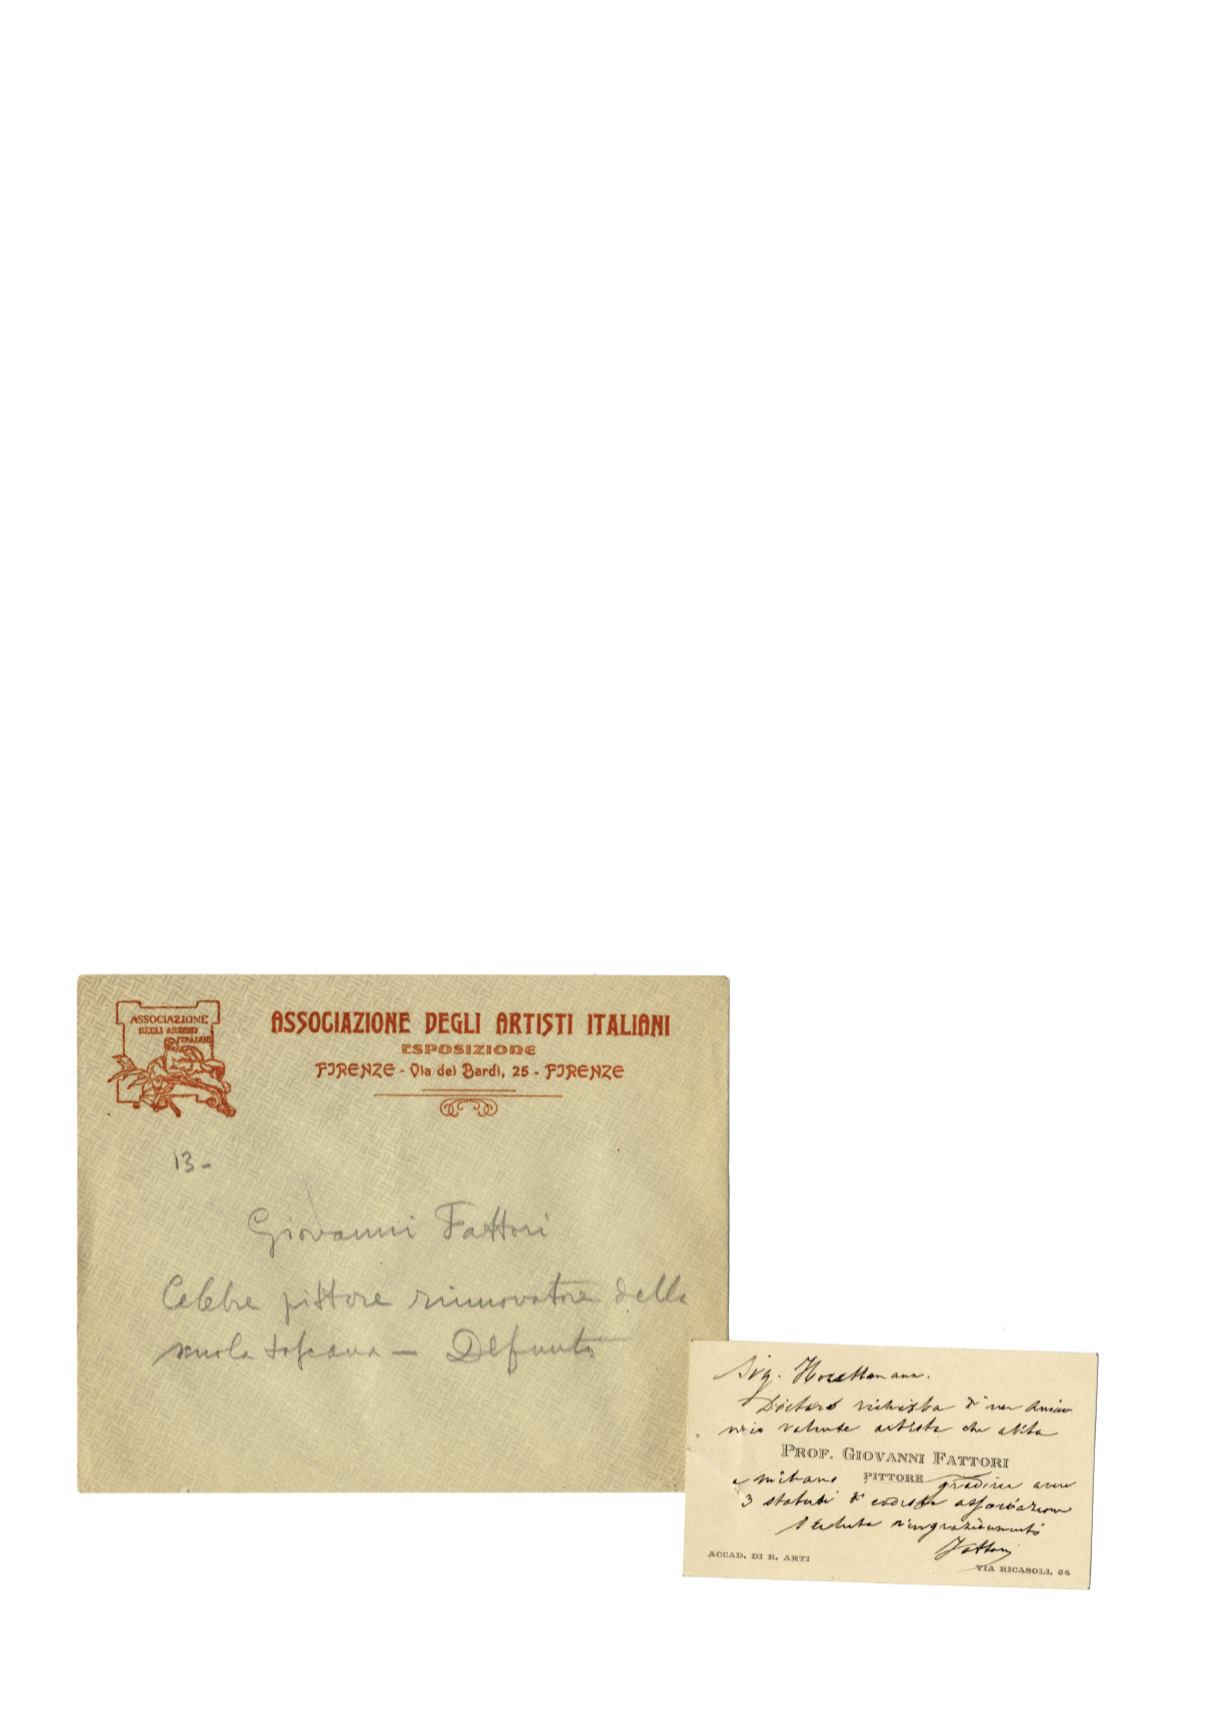 ASSOCIAZIONE
DEGLI ARTISTI
ITALIANI
ASSOCIAZIONE DEGLI ARTISTI ITALIANI
ESPOSIZIONE
FIRENZE - Via dei Bardi, 25 - FIRENZE
13-
Giovanni Fattori
Celebre pittore rinnovatore della
scuola toscana - Defunto
Sig.
richiesta di un amico
mio valente artista che abita
PROF. GIOVANNI FATTORI
PITTORE
a Milano gradirei avere
3 statuti di codesta associazione
Saluta ringraziamenti
Fattori
ACCAD. DI B. ARTI
VIA RICASOLI, 54